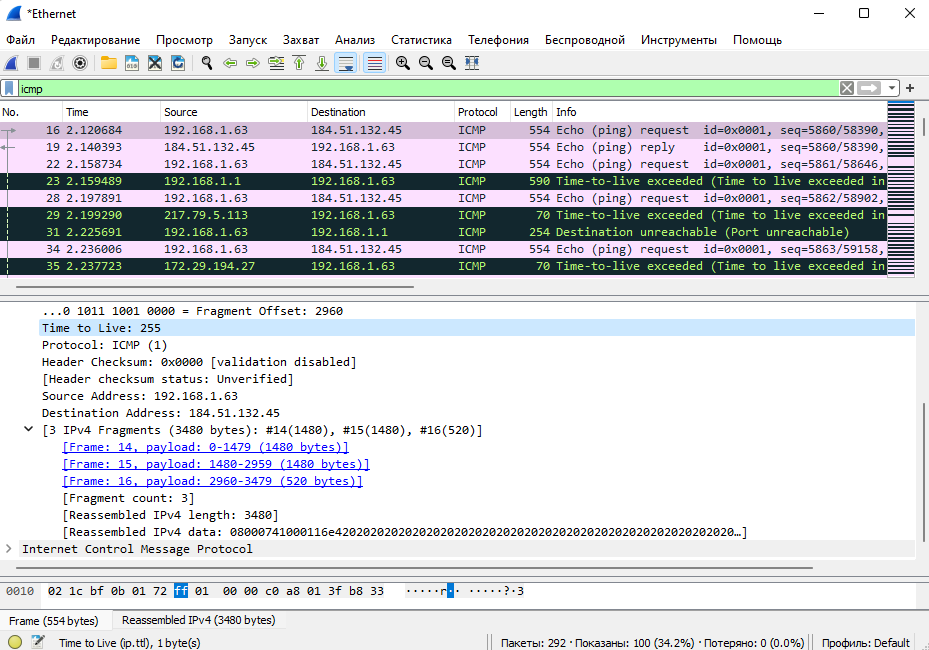 *Ethernet
Файл Редактирование Просмотр Запуск Захват Анализ Статистика Телефония Беспроводной Инструменты Помощь
icmp
No. Time Source Destination Protocol Length Info
16 2.120684 192.168.1.63 184.51.132.45 ICMP 554 Echo (ping) request id=0x0001, seq=5860/58390,
19 2.140393 184.51.132.45 192.168.1.63 ICMP 554 Echo (ping) reply id=0x0001, seq=5860/58390,
22 2.158734 192.168.1.63 184.51.132.45 ICMP 554 Echo (ping) request id=0x0001, seq=5861/58646,
23 2.159489 192.168.1.1 192.168.1.63 ICMP 590 Time-to-live exceeded (Time to live exceeded in
28 2.197891 192.168.1.63 184.51.132.45 ICMP 554 Echo (ping) request id=0x0001, seq=5862/58902,
29 2.199290 217.79.5.113 192.168.1.63 ICMP 70 Time-to-live exceeded (Time to live exceeded in
31 2.225691 192.168.1.63 192.168.1.1 ICMP 254 Destination unreachable (Port unreachable)
34 2.236006 192.168.1.63 184.51.132.45 ICMP 554 Echo (ping) request id=0x0001, seq=5863/59158,
35 2.237723 172.29.194.27 192.168.1.63 ICMP 70 Time-to-live exceeded (Time to live exceeded in
...0 1011 1001 0000 = Fragment Offset: 2960
Time to Live: 255
Protocol: ICMP (1)
Header Checksum: 0x0000 [validation disabled]
[Header checksum status: Unverified]
Source Address: 192.168.1.63
Destination Address: 184.51.132.45
[3 IPv4 Fragments (3480 bytes): #14(1480), #15(1480), #16(520)]
[Frame: 14, payload: 0-1479 (1480 bytes)]
[Frame: 15, payload: 1480-2959 (1480 bytes)]
[Frame: 16, payload: 2960-3479 (520 bytes)]
[Fragment count: 3]
[Reassembled IPv4 length: 3480]
[Reassembled IPv4 data: 08000741000116e42020202020202020202020202020202020202020202020202020202020…]
Internet Control Message Protocol
0010 02 1c bf 0b 01 72 ff 01 00 00 c0 a8 01 3f b8 33 ·····r·· ·····?·3
Frame (554 bytes) Reassembled IPv4 (3480 bytes)
Time to Live (ip.ttl), 1 byte(s) Пакеты: 292 · Показаны: 100 (34.2%) · Потеряно: 0 (0.0%) Профиль: Default